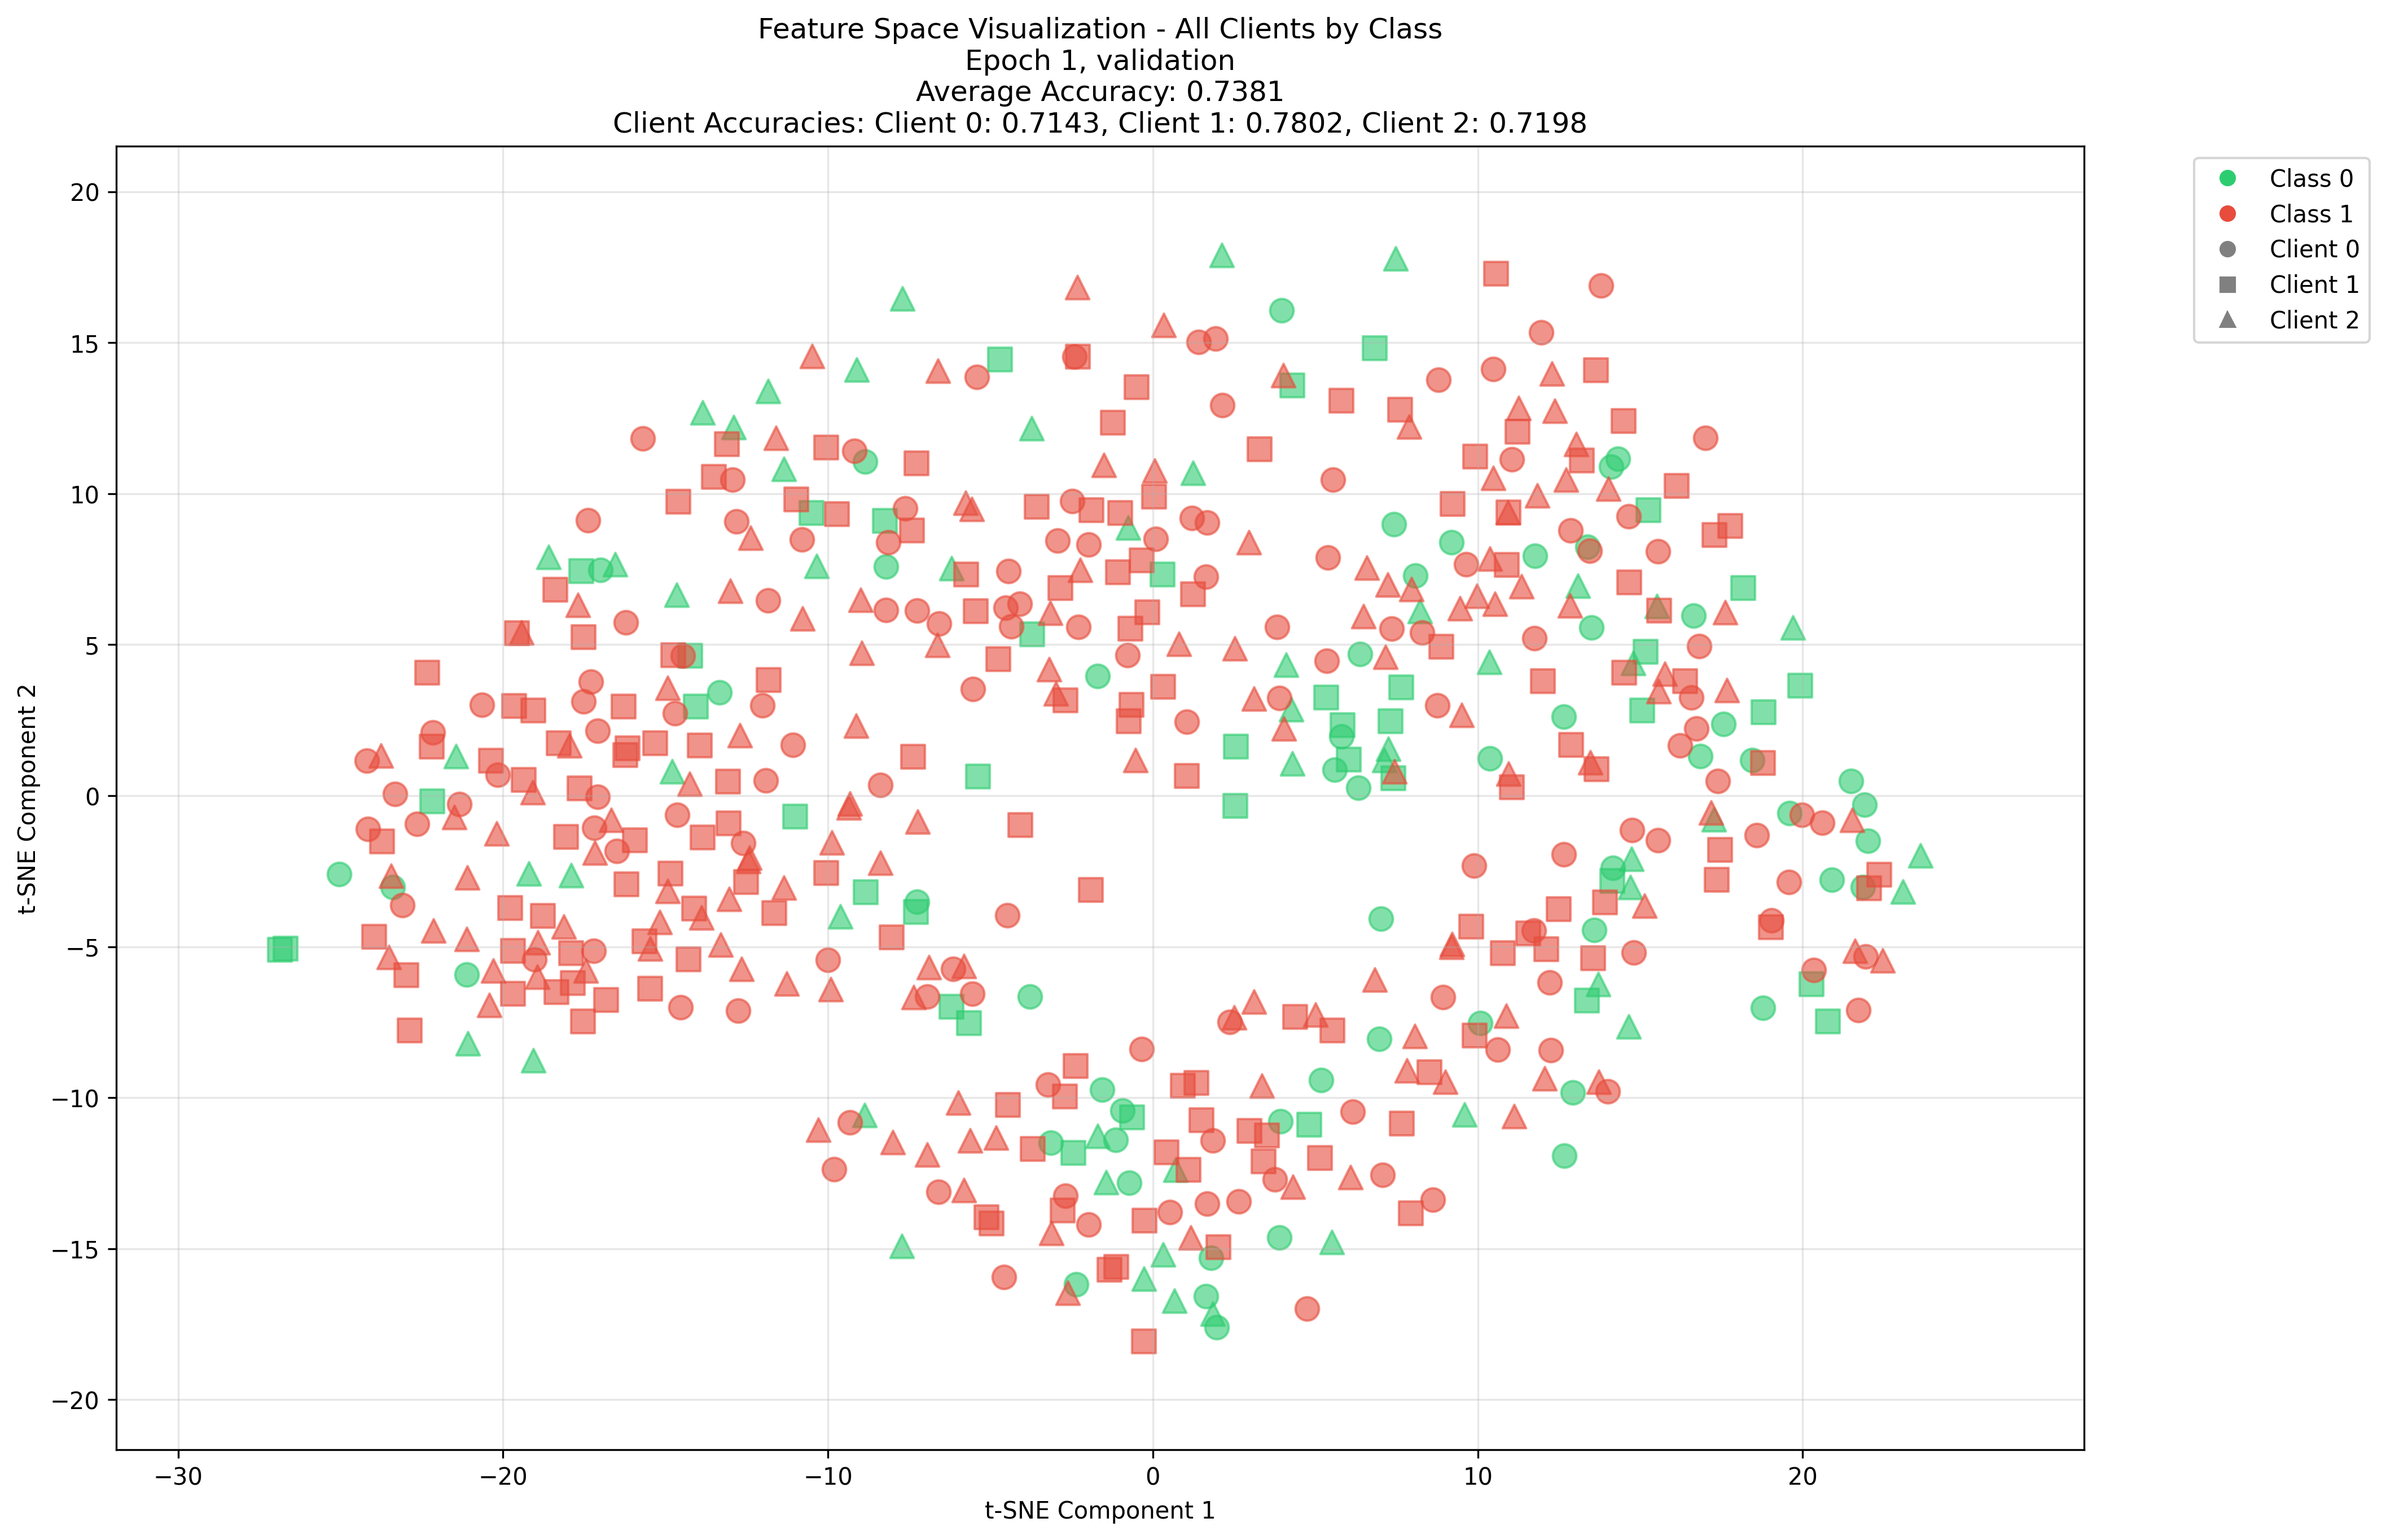 Feature Space Visualization - All Clients by Class
Epoch 1, validation
Average Accuracy: 0.7381
Client Accuracies: Client 0: 0.7143, Client 1: 0.7802, Client 2: 0.7198
Class 0
Class 1
Client 0
Client 1
Client 2
t-SNE Component 2
20
15
10
5
0
−5
−10
−15
−20
−30
−20
−10
0
10
20
t-SNE Component 1